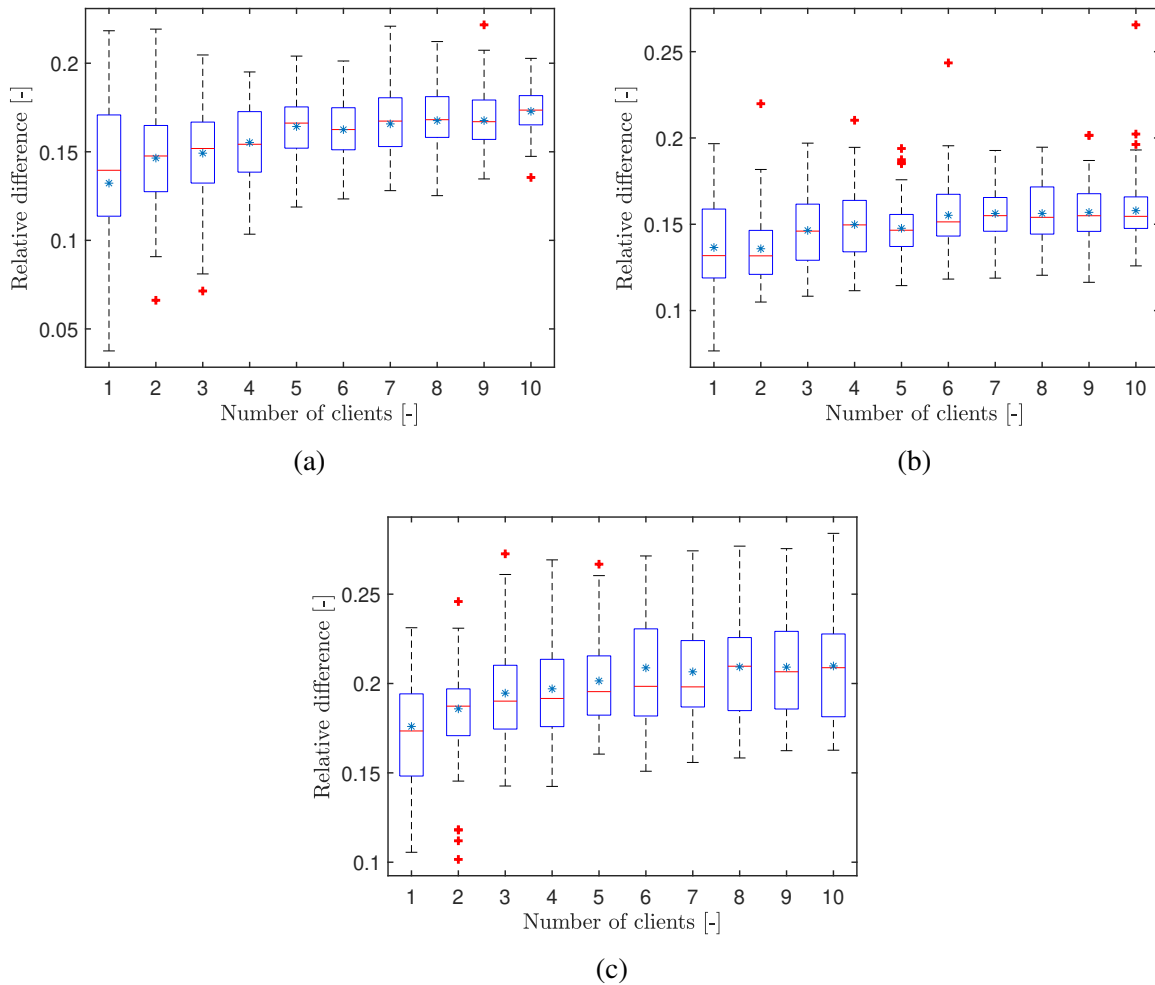 0.2
0.15
0.1
0.05
Relative difference [-]
1 2 3 4 5 6 7 8 9 10
Number of clients [-]
(a)
0.25
0.2
0.15
0.1
Relative difference [-]
1 2 3 4 5 6 7 8 9 10
Number of clients [-]
(b)
0.25
0.2
0.15
0.1
Relative difference [-]
1 2 3 4 5 6 7 8 9 10
Number of clients [-]
(c)